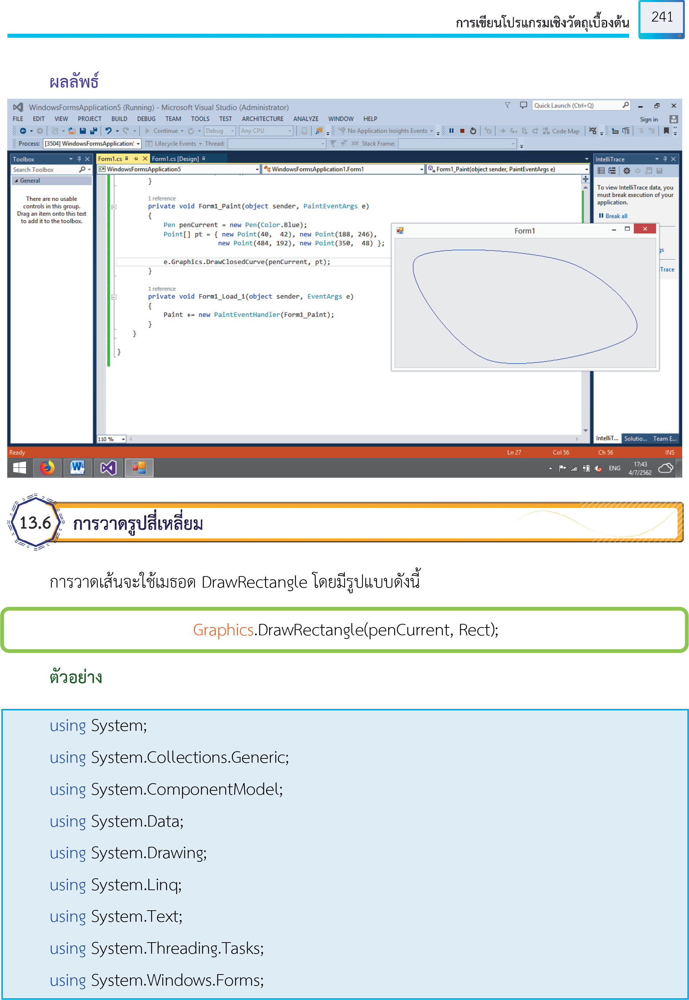 การเขียนโปรแกรมเชิงวัตถุเบื้องต้น 241
ผลลัพธ์
WindowsFormsApplication5 (Running) - Microsoft Visual Studio (Administrator)
Quick Launch (Ctrl+Q)
FILE EDIT VIEW PROJECT BUILD DEBUG TEAM TOOLS TEST ARCHITECTURE ANALYZE WINDOW HELP
Sign in
Continue Debug Any CPU No Application Insights Events Code Map
Process: [3504] WindowsFormsApplication! Lifecycle Events Thread: Stack Frame:
Toolbox
Search Toolbox
General
There are no usable
controls in this group.
Drag an item onto this text
to add it to the toolbox.
Form1.cs Form1.cs [Design]
WindowsFormsApplication5 WindowsFormsApplication1.Form1 Form1_Paint(object sender, PaintEventArgs e)
}
1 reference
private void Form1_Paint(object sender, PaintEventArgs e)
{
Pen penCurrent = new Pen(Color.Blue);
Point[] pt = { new Point(40, 42), new Point(188, 246),
new Point(484, 192), new Point(350, 48) };
e.Graphics.DrawClosedCurve(penCurrent, pt);
}
1 reference
private void Form1_Load_1(object sender, EventArgs e)
{
Paint += new PaintEventHandler(Form1_Paint);
}
}
}
110 %
Form1
IntelliTrace
To view IntelliTrace data, you
must break execution of your
application.
Break all
gs
iTrace
IntelliT... Solutio... Team E...
Ready Ln 27 Col 56 Ch 56 INS
ENG 17:43
4/7/2562
13.6 การวาดรูปสี่เหลี่ยม
การวาดเส้นจะใช้เมธอด DrawRectangle โดยมีรูปแบบดังนี้
Graphics.DrawRectangle(penCurrent, Rect);
ตัวอย่าง
using System;
using System.Collections.Generic;
using System.ComponentModel;
using System.Data;
using System.Drawing;
using System.Linq;
using System.Text;
using System.Threading.Tasks;
using System.Windows.Forms;